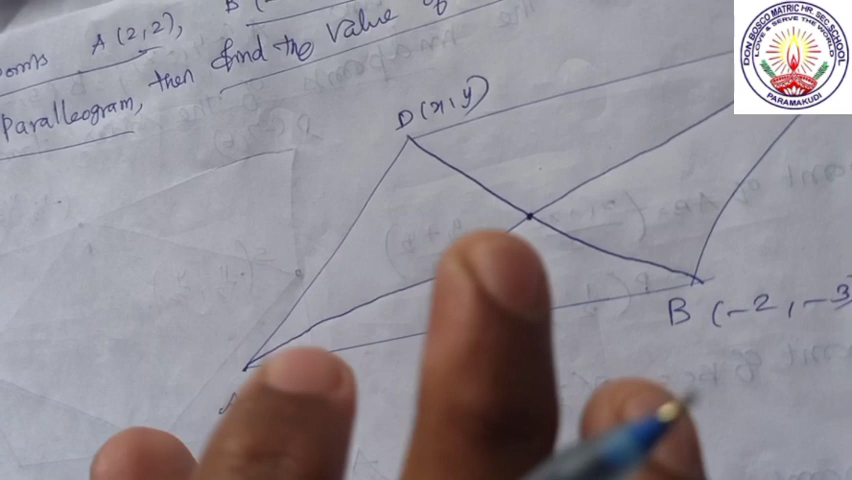 A (2,2), B (-
Paralleogram, then find the value of
D (x, y)
B (-2, -3)
DON BOSCO MATRIC HR. SEC. SCHOOL
LOVE & SERVE THE WORLD
PARAMAKUDI